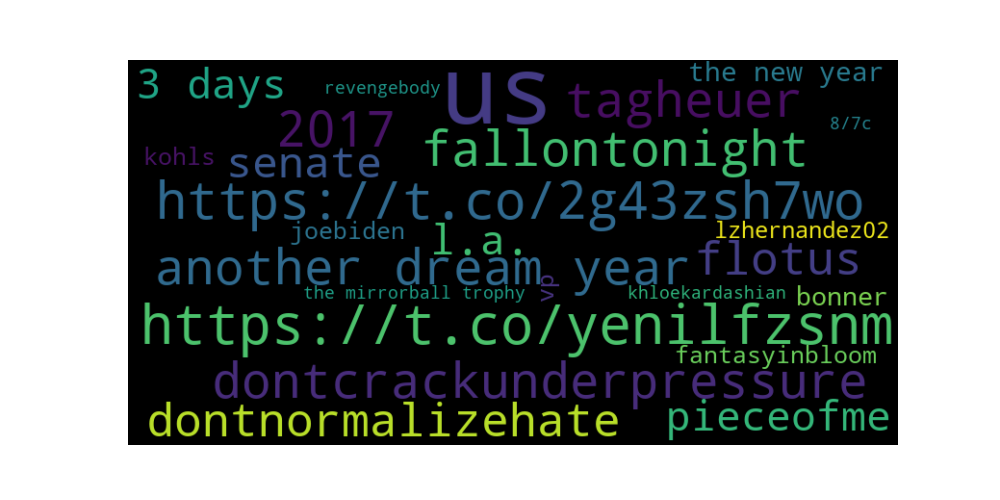 3 days
revengebody
us
the new year
tagheuer
2017
8/7c
kohls
senate
fallontonight
https://t.co/2g43zsh7wo
joebiden
l.a.
lzhernandez02
another dream year
flotus
vp
the mirrorball trophy
khloekardashian
bonner
https://t.co/yenilfzsnm
fantasyinbloom
dontcrackunderpressure
dontnormalizehate
pieceofme